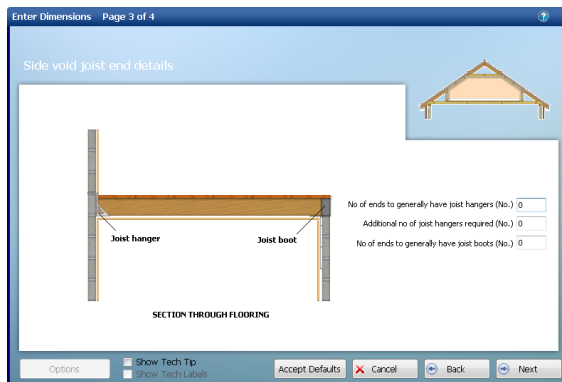 Enter Dimensions Page 3 of 4
?
Side void joist end details
No of ends to generally have joist hangers (No.) 0
Additional no of joist hangers required (No.) 0
No of ends to generally have joist boots (No.) 0
Joist hanger
Joist boot
SECTION THROUGH FLOORING
Options
Show Tech Tip
Show Tech Labels
Accept Defaults
Cancel
Back
Next